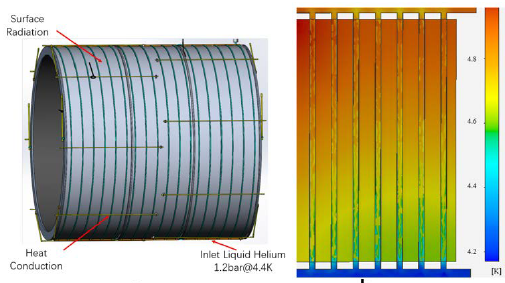 Surface
Radiation
Heat
Conduction
Inlet Liquid Helium
1.2bar@4.4K
4.8
4.6
4.4
4.2
[K]